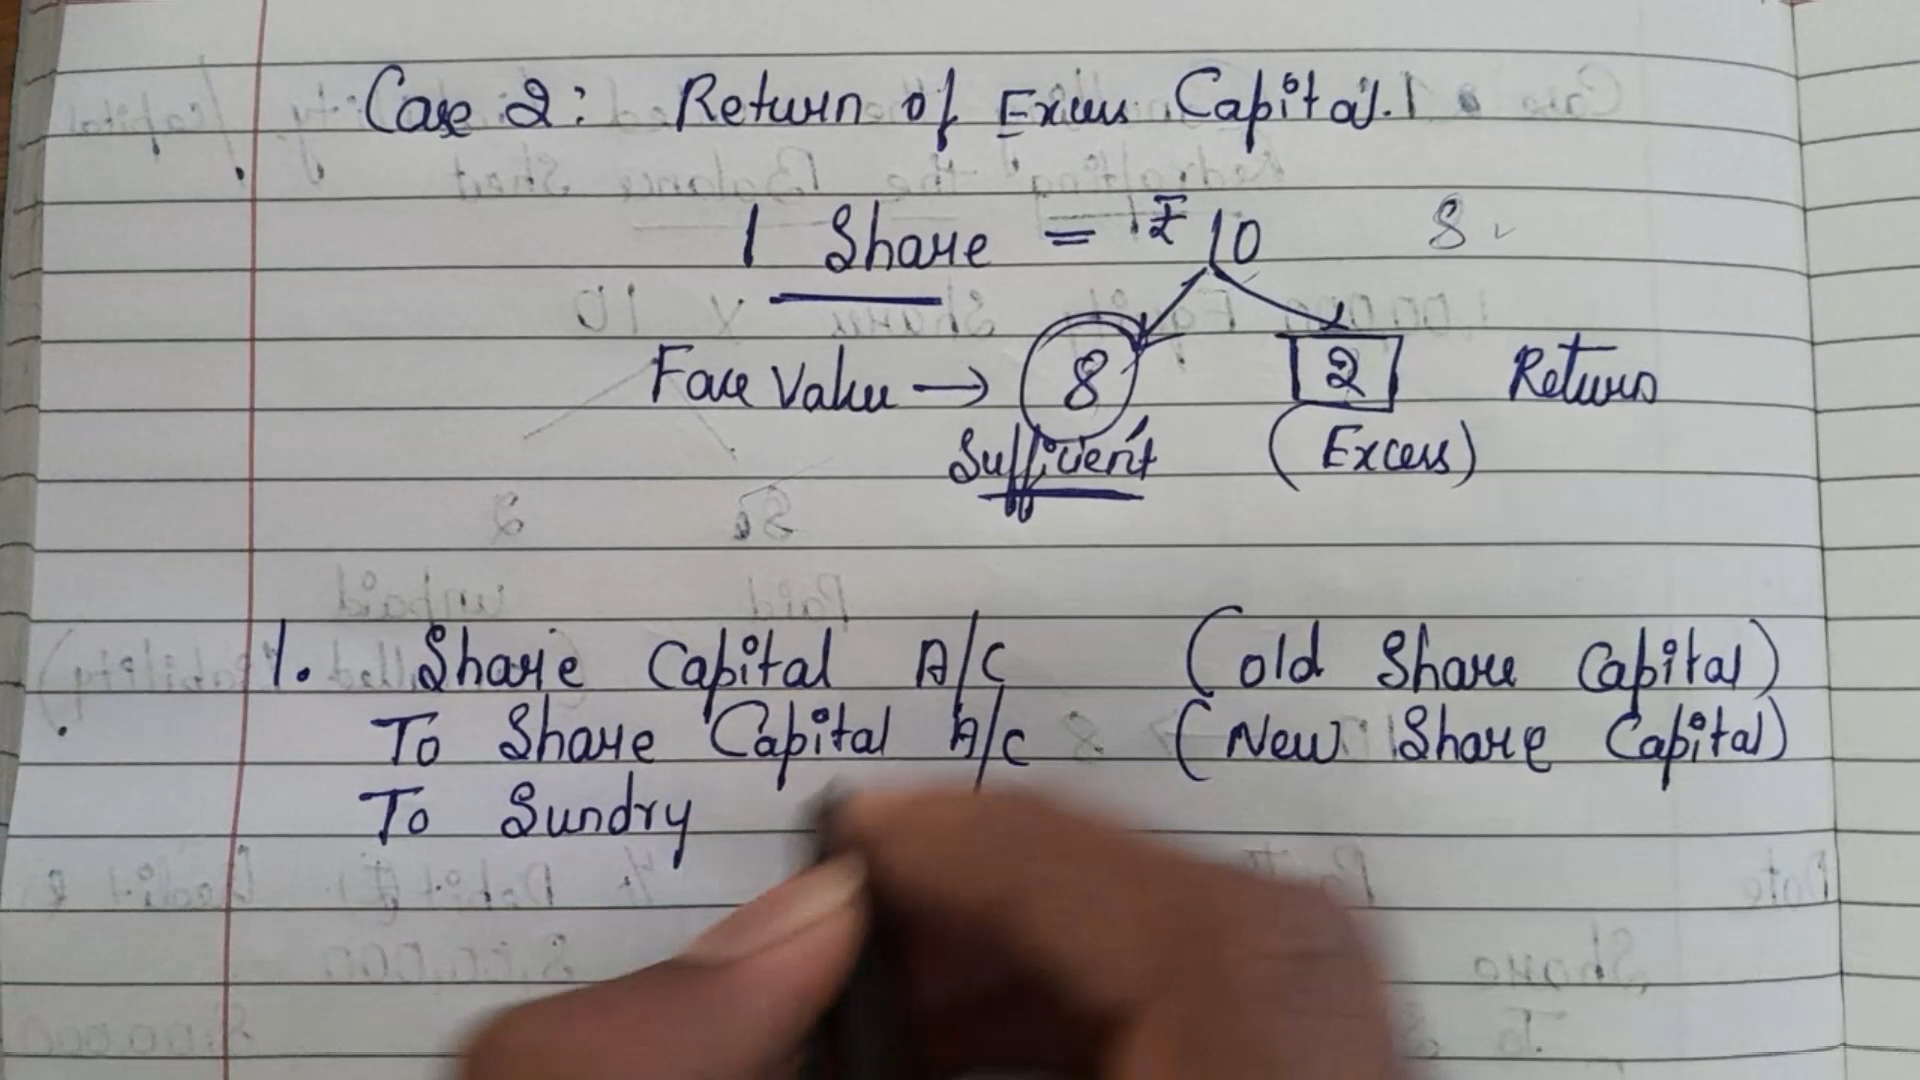 Case 2: Return of Excess Capital.
1 Share = ₹ 10 8
Face Value → 8 2 Return
Sufficient (Excess)
1. Share Capital A/C (old Share Capital)
To Share Capital A/C (New Share Capital)
To Sundry